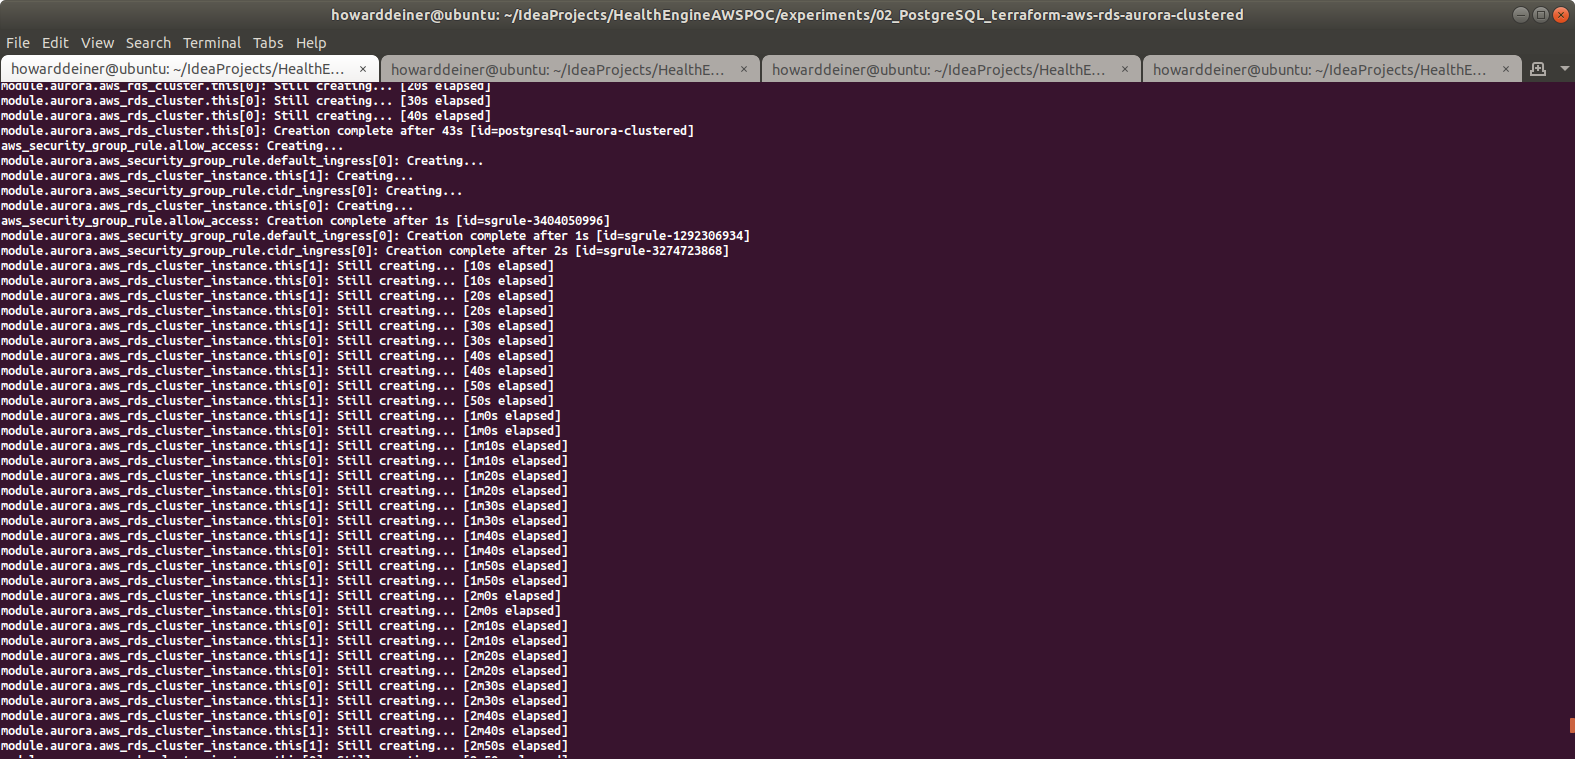 howarddeiner@ubuntu: ~/IdeaProjects/HealthEngineAWSPOC/experiments/02_PostgreSQL_terraform-aws-rds-aurora-clustered
File Edit View Search Terminal Tabs Help
howarddeiner@ubuntu: ~/IdeaProjects/HealthE... × howarddeiner@ubuntu: ~/IdeaProjects/HealthE... × howarddeiner@ubuntu: ~/IdeaProjects/HealthE... × howarddeiner@ubuntu: ~/IdeaProjects/HealthE... ×
module.aurora.aws_rds_cluster.this[0]: Still creating... [20s elapsed]
module.aurora.aws_rds_cluster.this[0]: Still creating... [30s elapsed]
module.aurora.aws_rds_cluster.this[0]: Still creating... [40s elapsed]
module.aurora.aws_rds_cluster.this[0]: Creation complete after 43s [id=postgresql-aurora-clustered]
aws_security_group_rule.allow_access: Creating...
module.aurora.aws_security_group_rule.default_ingress[0]: Creating...
module.aurora.aws_rds_cluster_instance.this[1]: Creating...
module.aurora.aws_security_group_rule.cidr_ingress[0]: Creating...
module.aurora.aws_rds_cluster_instance.this[0]: Creating...
aws_security_group_rule.allow_access: Creation complete after 1s [id=sgrule-3404050996]
module.aurora.aws_security_group_rule.default_ingress[0]: Creation complete after 1s [id=sgrule-1292306934]
module.aurora.aws_security_group_rule.cidr_ingress[0]: Creation complete after 2s [id=sgrule-3274723868]
module.aurora.aws_rds_cluster_instance.this[1]: Still creating... [10s elapsed]
module.aurora.aws_rds_cluster_instance.this[0]: Still creating... [10s elapsed]
module.aurora.aws_rds_cluster_instance.this[1]: Still creating... [20s elapsed]
module.aurora.aws_rds_cluster_instance.this[0]: Still creating... [20s elapsed]
module.aurora.aws_rds_cluster_instance.this[1]: Still creating... [30s elapsed]
module.aurora.aws_rds_cluster_instance.this[0]: Still creating... [30s elapsed]
module.aurora.aws_rds_cluster_instance.this[0]: Still creating... [40s elapsed]
module.aurora.aws_rds_cluster_instance.this[1]: Still creating... [40s elapsed]
module.aurora.aws_rds_cluster_instance.this[0]: Still creating... [50s elapsed]
module.aurora.aws_rds_cluster_instance.this[1]: Still creating... [50s elapsed]
module.aurora.aws_rds_cluster_instance.this[1]: Still creating... [1m0s elapsed]
module.aurora.aws_rds_cluster_instance.this[0]: Still creating... [1m0s elapsed]
module.aurora.aws_rds_cluster_instance.this[1]: Still creating... [1m10s elapsed]
module.aurora.aws_rds_cluster_instance.this[0]: Still creating... [1m10s elapsed]
module.aurora.aws_rds_cluster_instance.this[1]: Still creating... [1m20s elapsed]
module.aurora.aws_rds_cluster_instance.this[0]: Still creating... [1m20s elapsed]
module.aurora.aws_rds_cluster_instance.this[1]: Still creating... [1m30s elapsed]
module.aurora.aws_rds_cluster_instance.this[0]: Still creating... [1m30s elapsed]
module.aurora.aws_rds_cluster_instance.this[1]: Still creating... [1m40s elapsed]
module.aurora.aws_rds_cluster_instance.this[0]: Still creating... [1m40s elapsed]
module.aurora.aws_rds_cluster_instance.this[0]: Still creating... [1m50s elapsed]
module.aurora.aws_rds_cluster_instance.this[1]: Still creating... [1m50s elapsed]
module.aurora.aws_rds_cluster_instance.this[1]: Still creating... [2m0s elapsed]
module.aurora.aws_rds_cluster_instance.this[0]: Still creating... [2m0s elapsed]
module.aurora.aws_rds_cluster_instance.this[0]: Still creating... [2m10s elapsed]
module.aurora.aws_rds_cluster_instance.this[1]: Still creating... [2m10s elapsed]
module.aurora.aws_rds_cluster_instance.this[1]: Still creating... [2m20s elapsed]
module.aurora.aws_rds_cluster_instance.this[0]: Still creating... [2m20s elapsed]
module.aurora.aws_rds_cluster_instance.this[0]: Still creating... [2m30s elapsed]
module.aurora.aws_rds_cluster_instance.this[1]: Still creating... [2m30s elapsed]
module.aurora.aws_rds_cluster_instance.this[0]: Still creating... [2m40s elapsed]
module.aurora.aws_rds_cluster_instance.this[1]: Still creating... [2m40s elapsed]
module.aurora.aws_rds_cluster_instance.this[1]: Still creating... [2m50s elapsed]